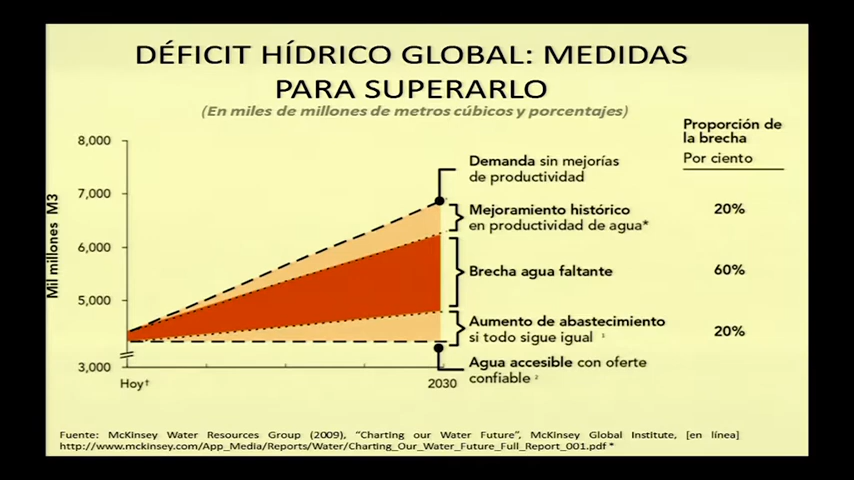 DÉFICIT HÍDRICO GLOBAL: MEDIDAS
PARA SUPERARLO
(En miles de millones de metros cúbicos y porcentajes)
Proporción de
la brecha
Por ciento
Mil millones M3
8,000
7,000
6,000
5,000
3,000
Hoy†
2030
Demanda sin mejorías
de productividad
Mejoramiento histórico
en productividad de agua*
20%
Brecha agua faltante
60%
Aumento de abastecimiento
si todo sigue igual 1
20%
Agua accesible con oferte
confiable 2
Fuente: McKinsey Water Resources Group (2009), "Charting our Water Future", McKinsey Global Institute, [en línea]
http://www.mckinsey.com/App_Media/Reports/Water/Charting_Our_Water_Future_Full_Report_001.pdf *